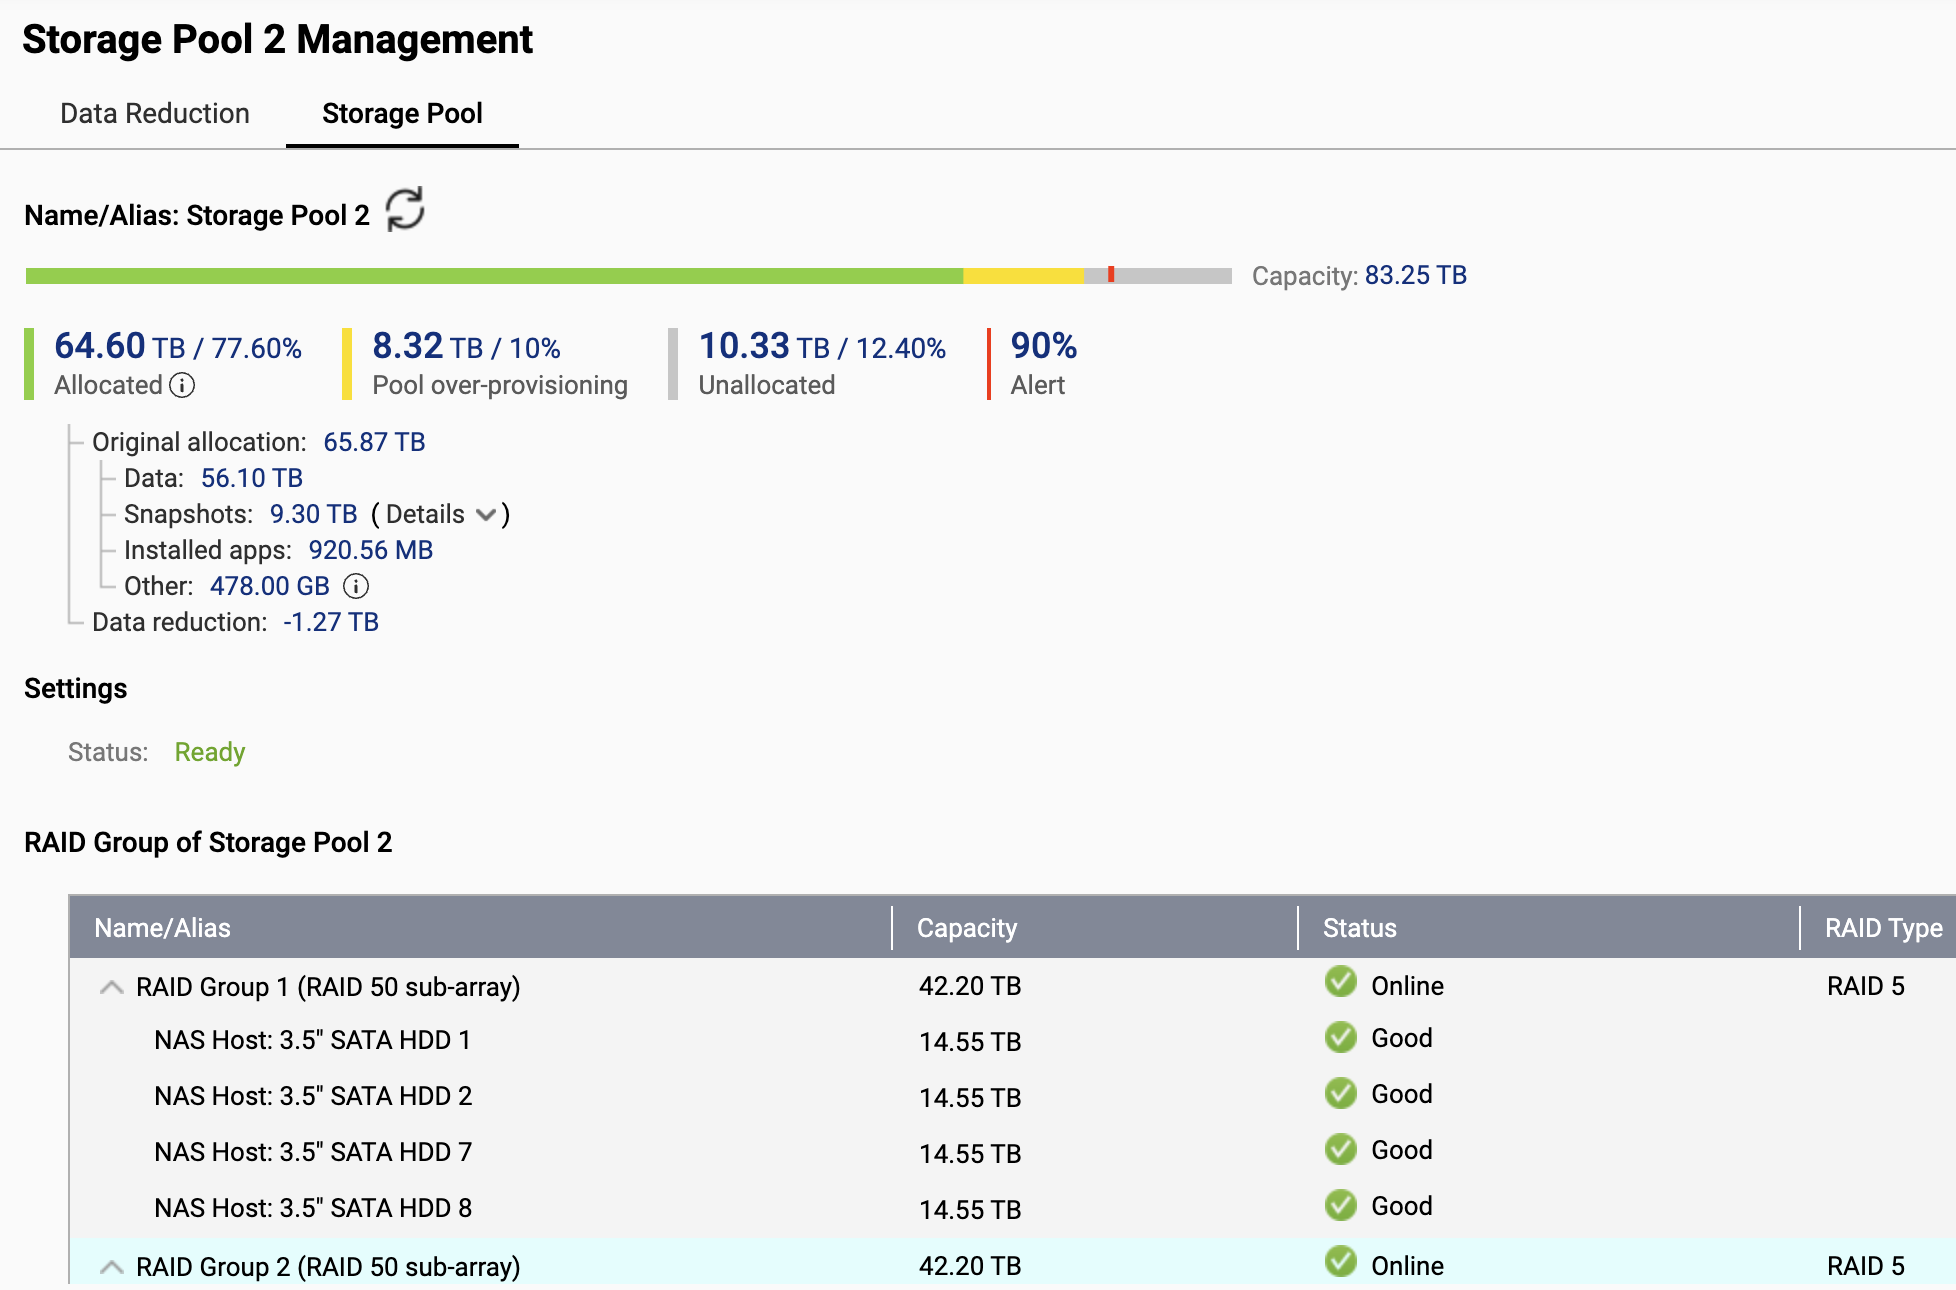 Storage Pool 2 Management
Data Reduction Storage Pool
Name/Alias: Storage Pool 2
Capacity: 83.25 TB
64.60 TB / 77.60% 8.32 TB / 10% 10.33 TB / 12.40% 90%
Allocated Pool over-provisioning Unallocated Alert
Original allocation: 65.87 TB
Data: 56.10 TB
Snapshots: 9.30 TB ( Details )
Installed apps: 920.56 MB
Other: 478.00 GB
Data reduction: -1.27 TB
Settings
Status: Ready
RAID Group of Storage Pool 2
Name/Alias Capacity Status RAID Type
RAID Group 1 (RAID 50 sub-array) 42.20 TB Online RAID 5
NAS Host: 3.5" SATA HDD 1 14.55 TB Good
NAS Host: 3.5" SATA HDD 2 14.55 TB Good
NAS Host: 3.5" SATA HDD 7 14.55 TB Good
NAS Host: 3.5" SATA HDD 8 14.55 TB Good
RAID Group 2 (RAID 50 sub-array) 42.20 TB Online RAID 5